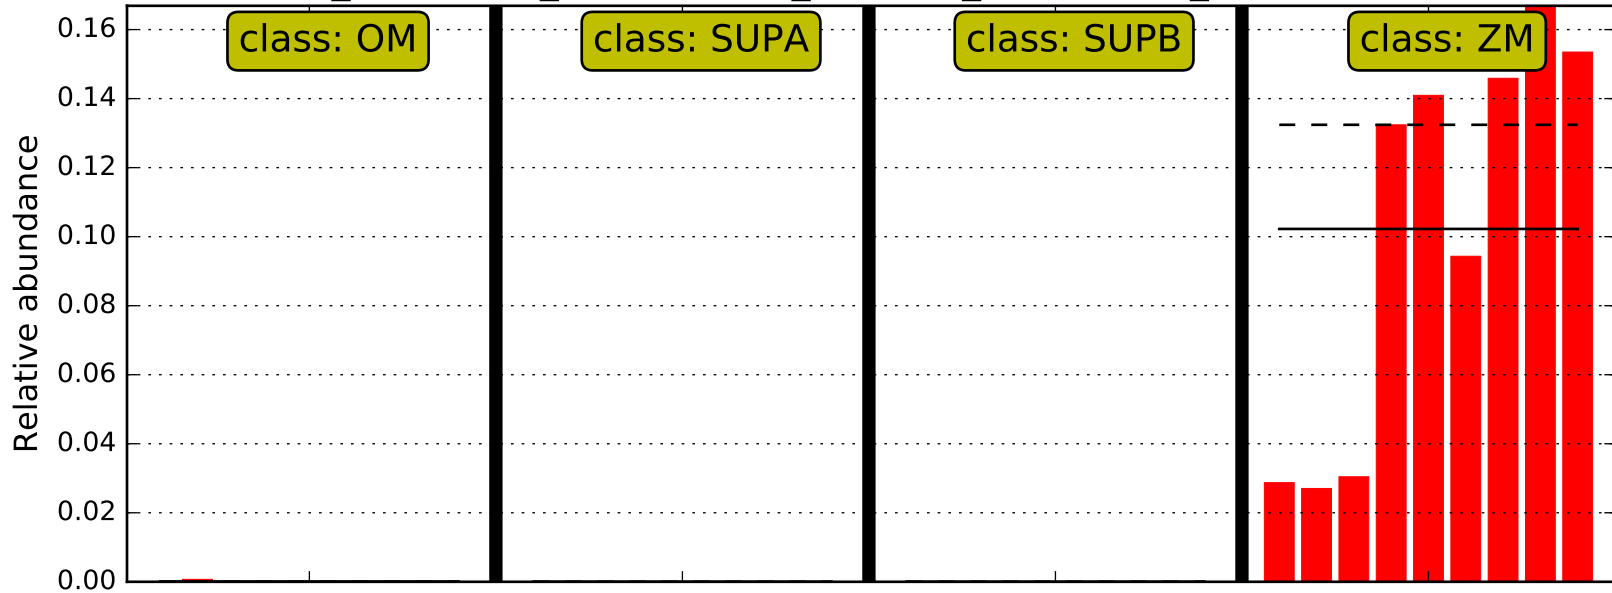 class: OM
class: SUPA
class: SUPB
class: ZM
Relative abundance
0.16
0.14
0.12
0.10
0.08
0.06
0.04
0.02
0.00